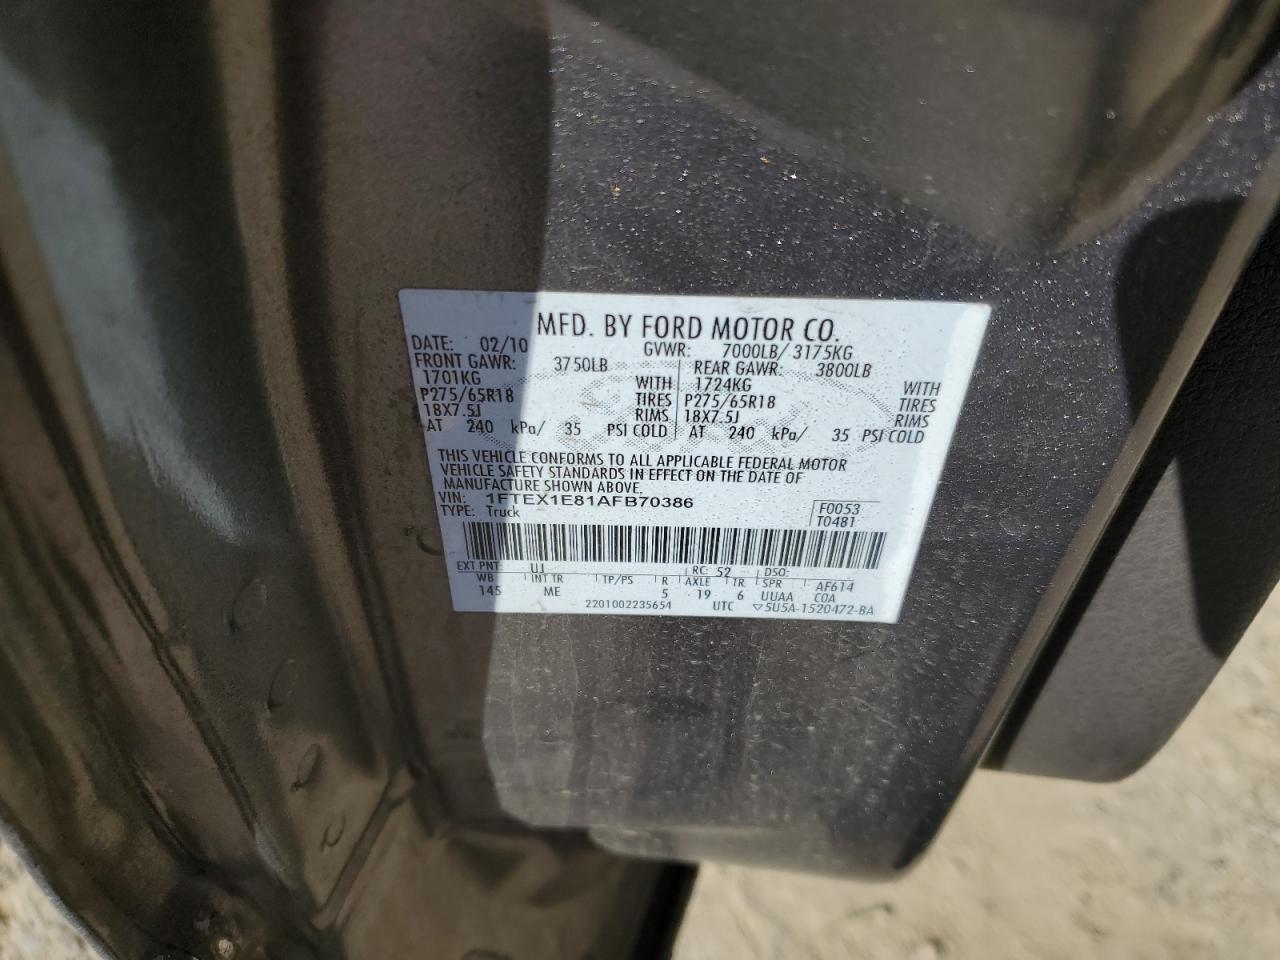 MFD. BY FORD MOTOR CO.
DATE: 02/10 GVWR: 7000LB/ 3175KG
FRONT GAWR: 3750LB REAR GAWR: 3800LB
1701KG WITH 1724KG WITH
P275/65R18 TIRES P275/65R18 TIRES
18X7.5J RIMS 18X7.5J RIMS
AT 240 kPa/ 35 PSI COLD AT 240 kPa/ 35 PSI COLD
THIS VEHICLE CONFORMS TO ALL APPLICABLE FEDERAL MOTOR
VEHICLE SAFETY STANDARDS IN EFFECT ON THE DATE OF
MANUFACTURE SHOWN ABOVE.
VIN: 1FTEX1E81AFB70386 F0053
TYPE: Truck T0481
EXT PNT: UJ RC: 52 DSO:
WB INT TR TP/PS R AXLE TR SPR AF614
145 ME 5 19 6 UUAA COA
2201002235654 UTC ▽5U5A-1520472-BA